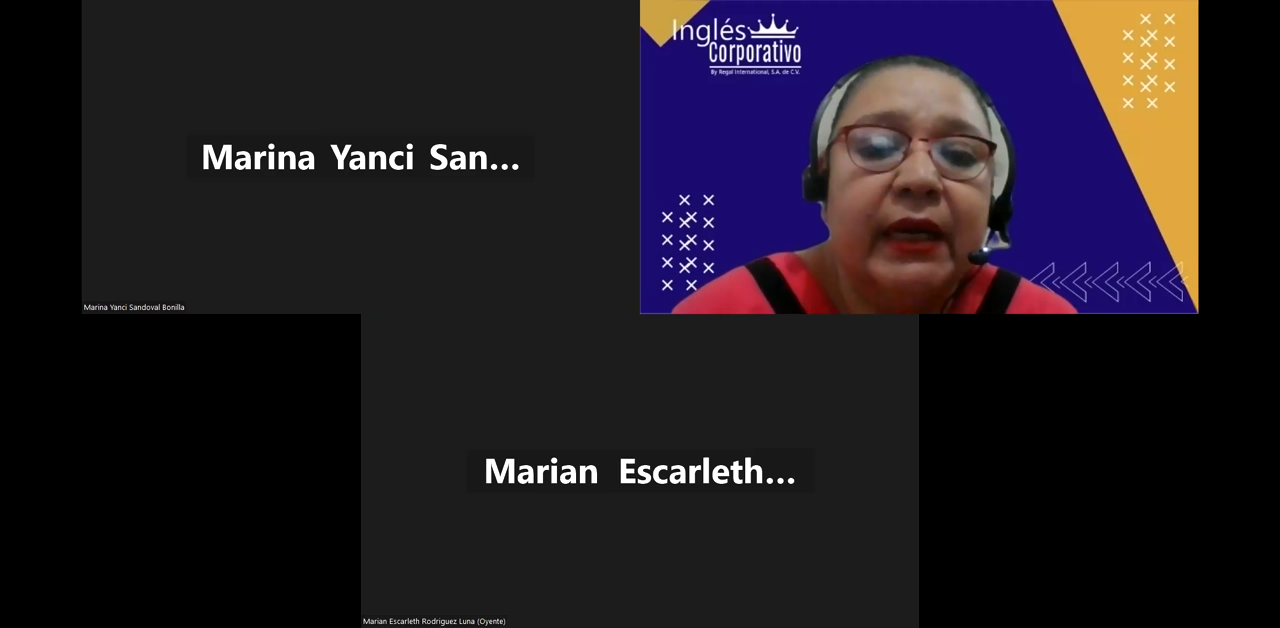 Marina Yanci San...
Marina Yanci Sandoval Bonilla
Inglés
Corporativo
By Regal International, S.A. de C.V.
Marian Escarleth...
Marian Escarleth Rodriguez Luna (Oyente)